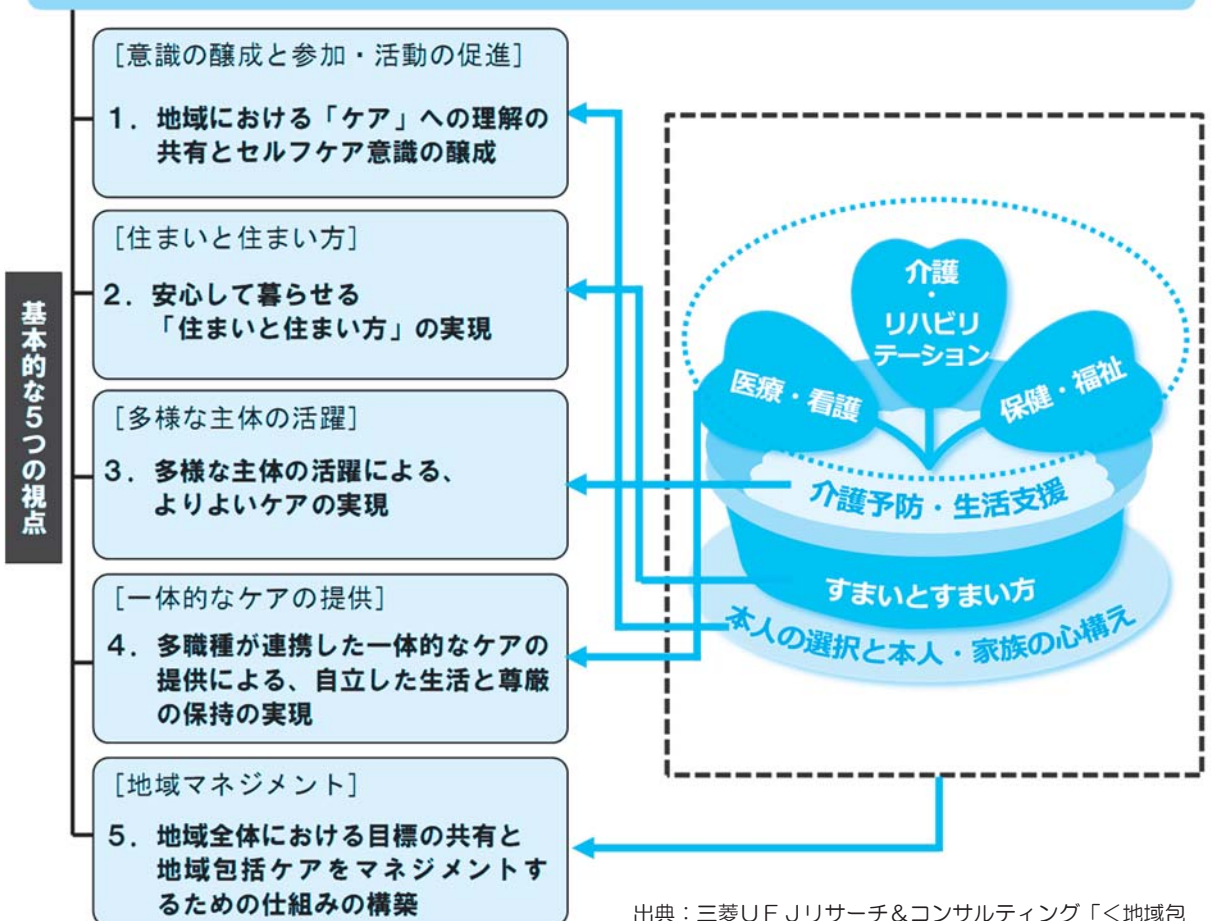 基本的な5つの視点
［意識の醸成と参加・活動の促進］
1．地域における「ケア」への理解の
共有とセルフケア意識の醸成
［住まいと住まい方］
2．安心して暮らせる
「住まいと住まい方」の実現
［多様な主体の活躍］
3．多様な主体の活躍による、
よりよいケアの実現
［一体的なケアの提供］
4．多職種が連携した一体的なケアの
提供による、自立した生活と尊厳
の保持の実現
［地域マネジメント］
5．地域全体における目標の共有と
地域包括ケアをマネジメントす
るための仕組みの構築
介護
・
リハビリ
テーション
医療・看護
保健・福祉
介護予防・生活支援
すまいとすまい方
本人の選択と本人・家族の心構え
出典：三菱ＵＦＪリサーチ＆コンサルティング「＜地域包